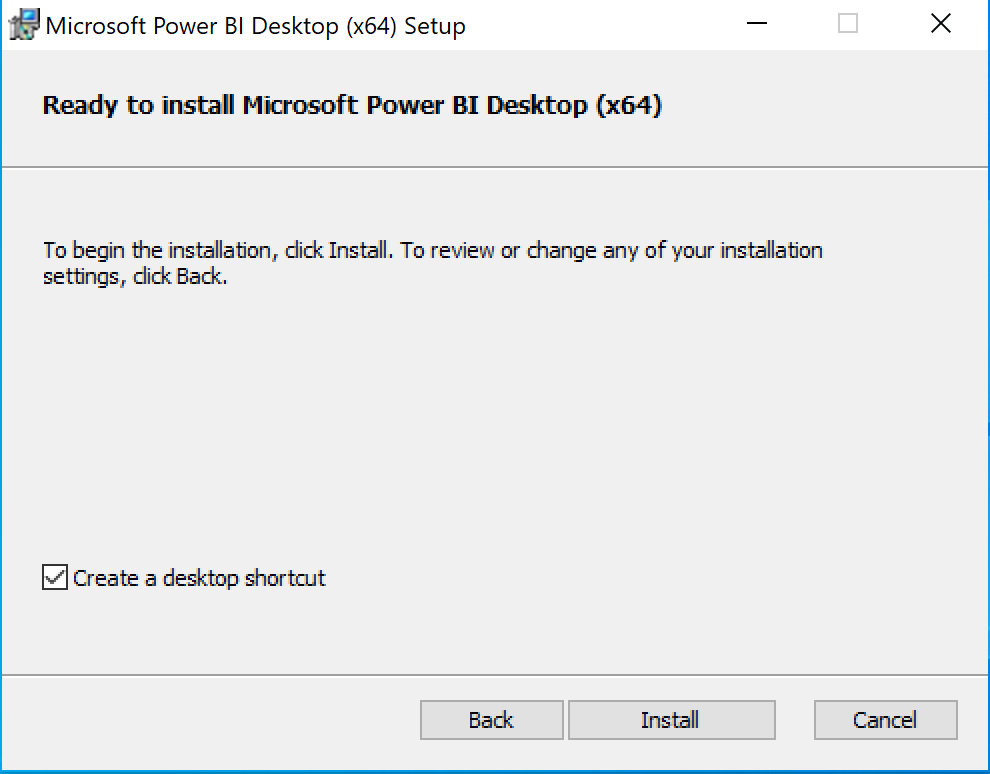 Microsoft Power BI Desktop (x64) Setup
Ready to install Microsoft Power BI Desktop (x64)
To begin the installation, click Install. To review or change any of your installation
settings, click Back.
Create a desktop shortcut
Back Install Cancel